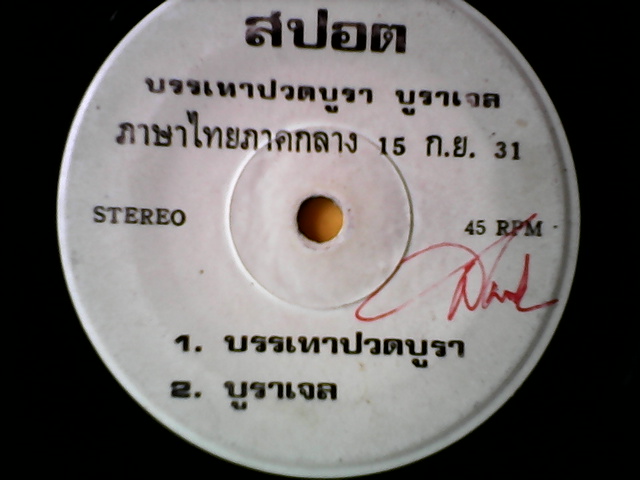 สปอต
บรรเทาปวดบูรา บูราเจล
ภาษาไทยภาคกลาง 15 ก.ย. 31
STEREO
45 RPM
1. บรรเทาปวดบูรา
2. บูราเจล